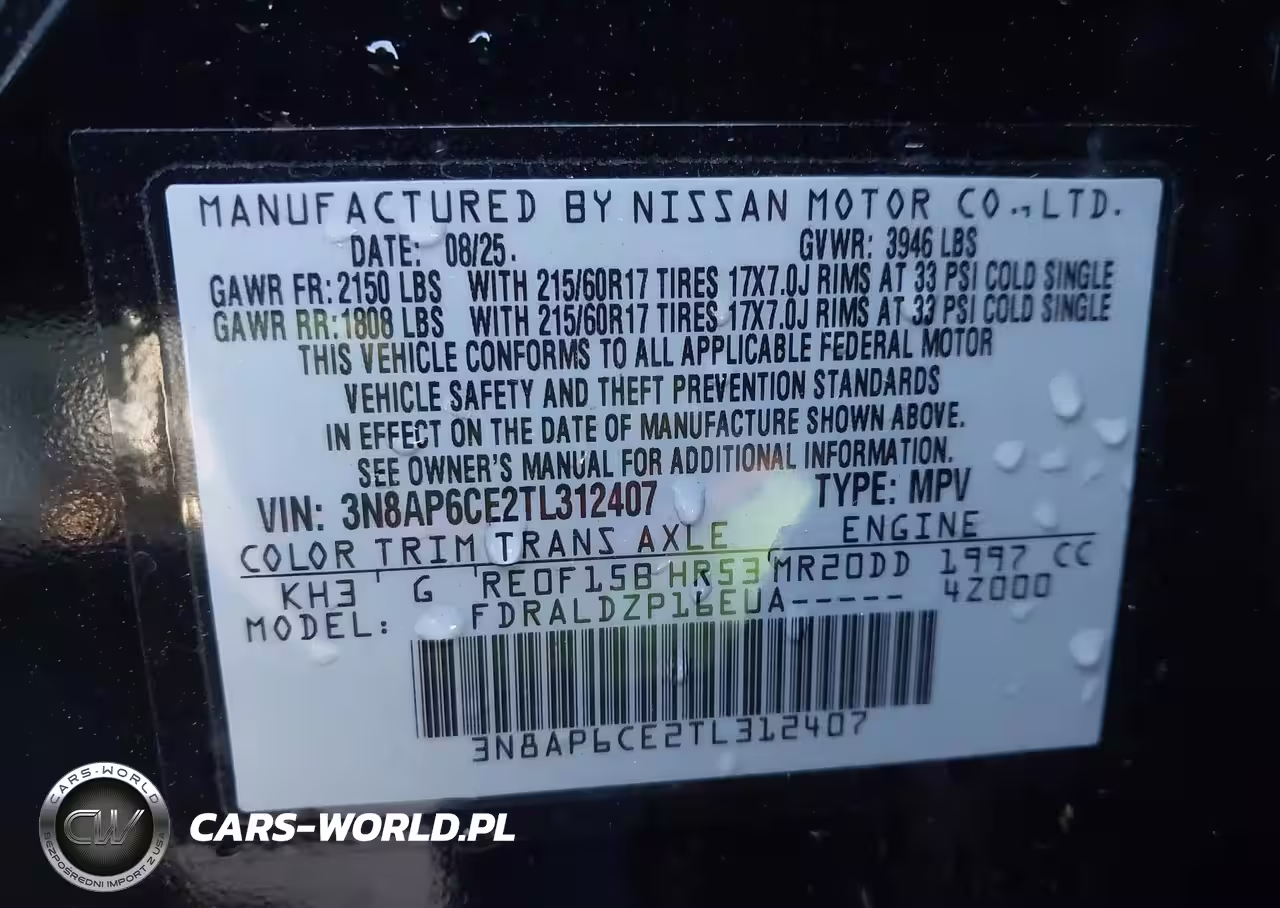 MANUFACTURED BY NISSAN MOTOR CO., LTD.
DATE: 08/25. GVWR: 3946 LBS
GAWR FR: 2150 LBS WITH 215/60R17 TIRES 17X7.0J RIMS AT 33 PSI COLD SINGLE
GAWR RR: 1808 LBS WITH 215/60R17 TIRES 17X7.0J RIMS AT 33 PSI COLD SINGLE
THIS VEHICLE CONFORMS TO ALL APPLICABLE FEDERAL MOTOR
VEHICLE SAFETY AND THEFT PREVENTION STANDARDS
IN EFFECT ON THE DATE OF MANUFACTURE SHOWN ABOVE.
SEE OWNER'S MANUAL FOR ADDITIONAL INFORMATION.
VIN: 3N8AP6CE2TL312407 TYPE: MPV
COLOR TRIM TRANS AXLE ENGINE
KH3 G RE0F15B HR53 MR20DD 1997 CC
MODEL: FDRALDZP16EUA----- 42000
3N8AP6CE2TL312407
CARS-WORLD
CW
BEZPOŚREDNI IMPORT Z USA
CARS-WORLD.PL